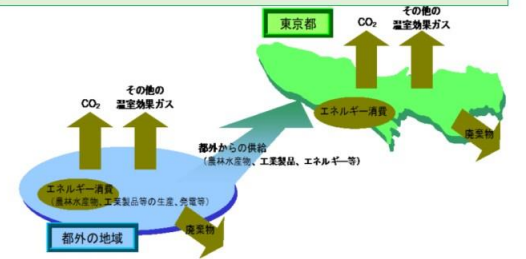 東京都
CO₂
その他の
温室効果ガス
エネルギー消費
廃棄物
その他の
温室効果ガス
CO₂
都外からの供給
(農林水産物、工業製品、エネルギー等)
エネルギー消費
(農林水産物、工業製品等の生産、発電等)
都外の地域
廃棄物